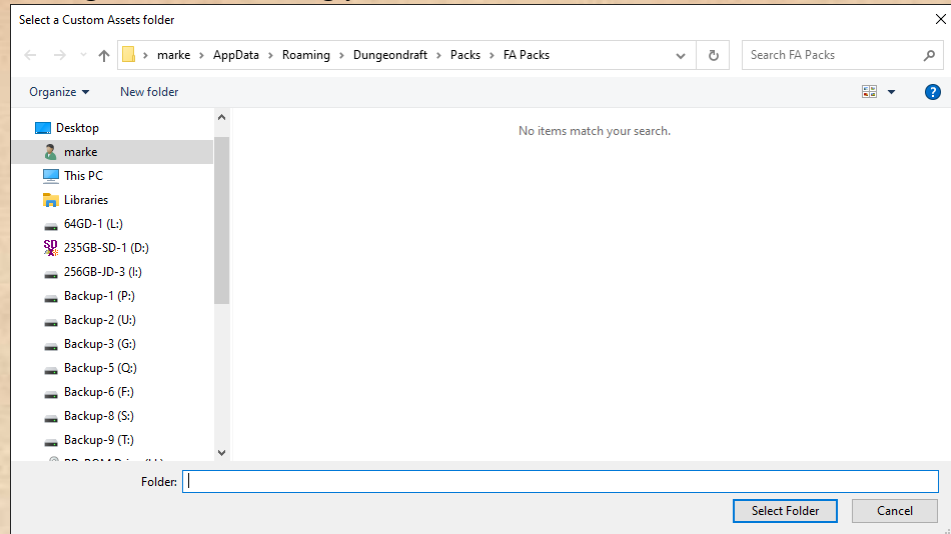 Select a Custom Assets folder
marke > AppData > Roaming > Dungeondraft > Packs > FA Packs
Search FA Packs
Organize
New folder
Desktop
No items match your search.
marke
This PC
Libraries
64GD-1 (L:)
235GB-SD-1 (D:)
256GB-JD-3 (I:)
Backup-1 (P:)
Backup-2 (U:)
Backup-3 (G:)
Backup-5 (Q:)
Backup-6 (F:)
Backup-8 (S:)
Backup-9 (T:)
Folder:
Select Folder
Cancel